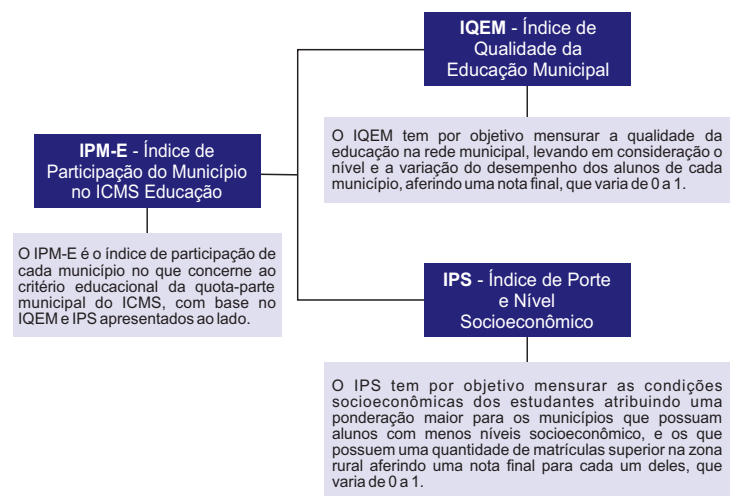 IQEM - Índice de
Qualidade da
Educação Municipal
O IQEM tem por objetivo mensurar a qualidade da
educação na rede municipal, levando em consideração o
nível e a variação do desempenho dos alunos de cada
município, aferindo uma nota final, que varia de 0 a 1.
IPM-E - Índice de
Participação do Município
no ICMS Educação
O IPM-E é o índice de participação de
cada município no que concerne ao
critério educacional da quota-parte
municipal do ICMS, com base no
IQEM e IPS apresentados ao lado.
IPS - Índice de Porte
e Nível
Socioeconômico
O IPS tem por objetivo mensurar as condições
socioeconômicas dos estudantes atribuindo uma
ponderação maior para os municípios que possuam
alunos com menos níveis socioeconômico, e os que
possuem uma quantidade de matrículas superior na zona
rural aferindo uma nota final para cada um deles, que
varia de 0 a 1.